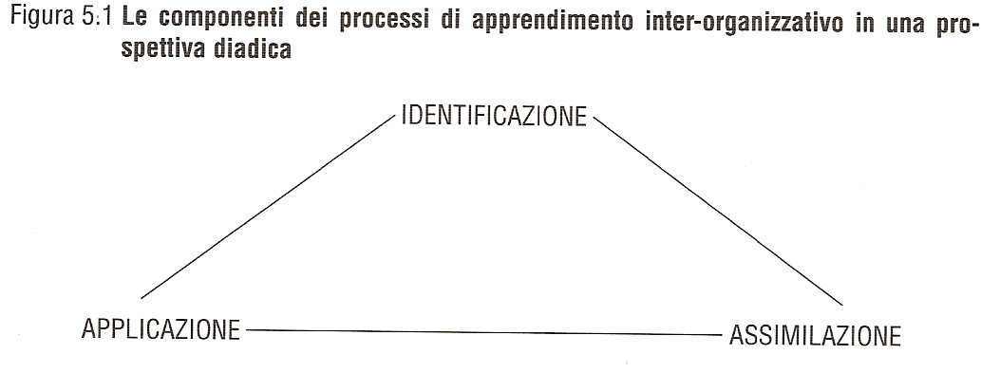 Figura 5.1 Le componenti dei processi di apprendimento inter-organizzativo in una pro-
spettiva diadica
IDENTIFICAZIONE
APPLICAZIONE
ASSIMILAZIONE